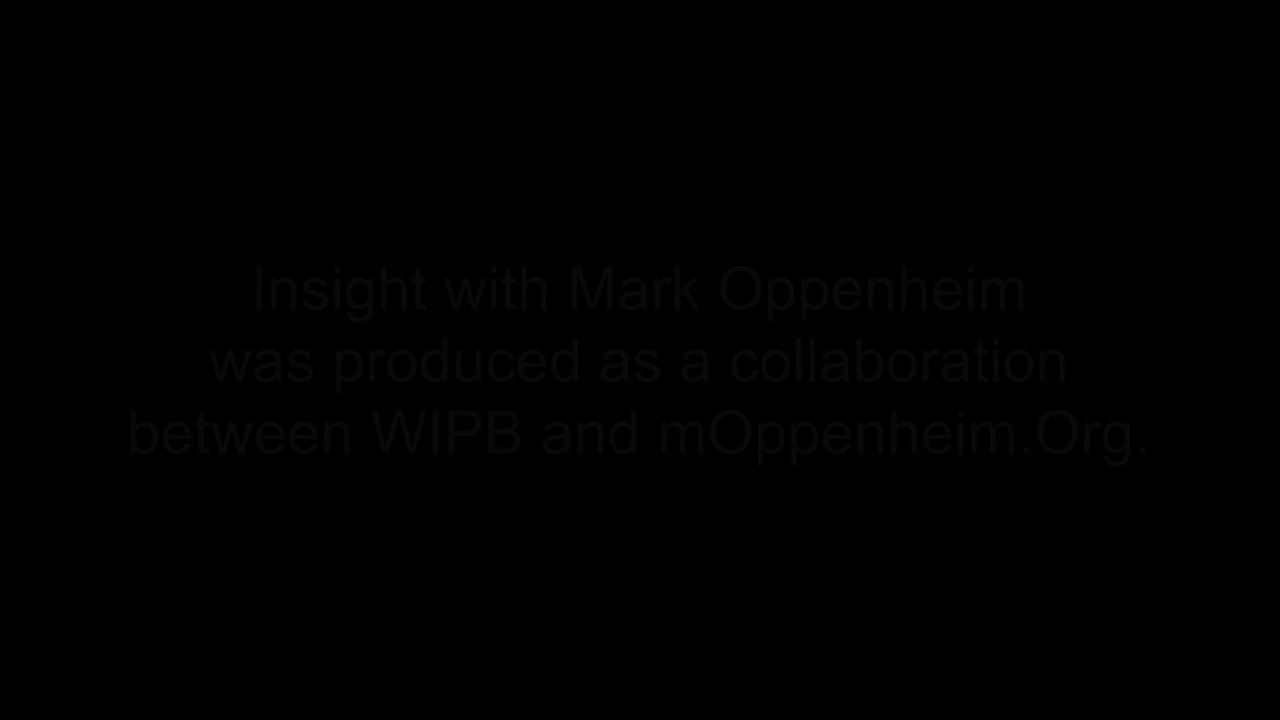 Insight with Mark Oppenheim
was produced as a collaboration
between WIPB and mOppenheim.Org.